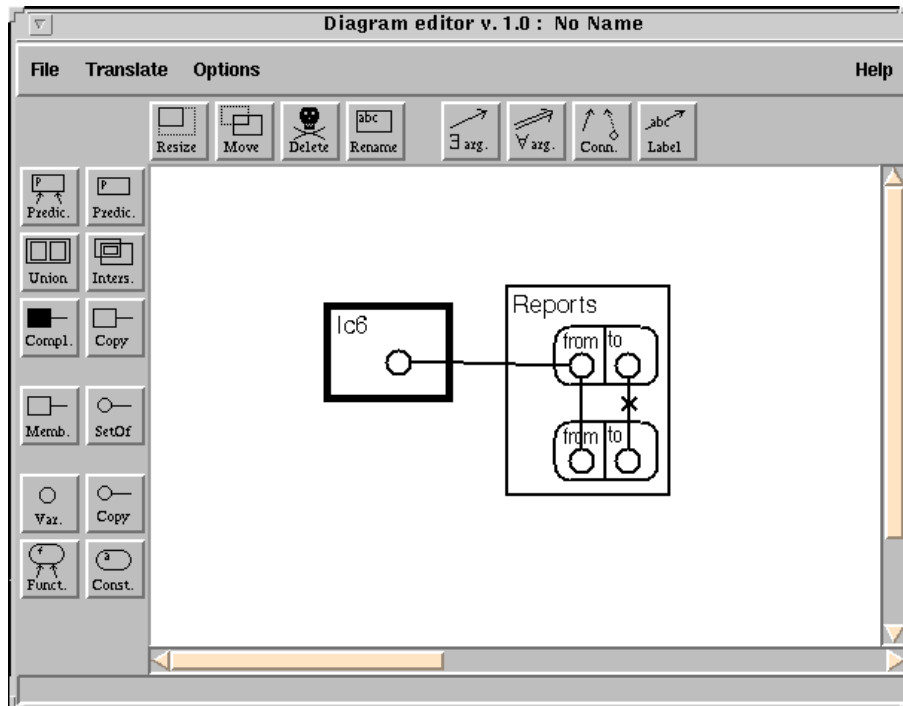 Diagram editor v. 1.0 : No Name
File Translate Options Help
abc abc
Resize Move Delete Rename ∃ arg. ∀ arg. Conn. Label
P P
Predic. Predic.
Union Inters.
Compl. Copy
Memb. SetOf
Var. Copy
f a
Funct. Const.
Reports
Ic6
from to
from to